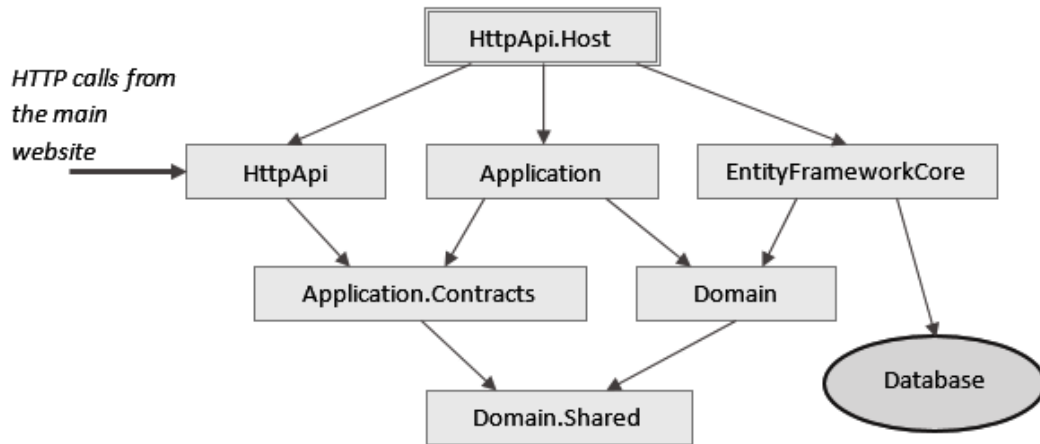 HttpApi.Host
HTTP calls from
the main
website
HttpApi
Application
EntityFrameworkCore
Application.Contracts
Domain
Database
Domain.Shared